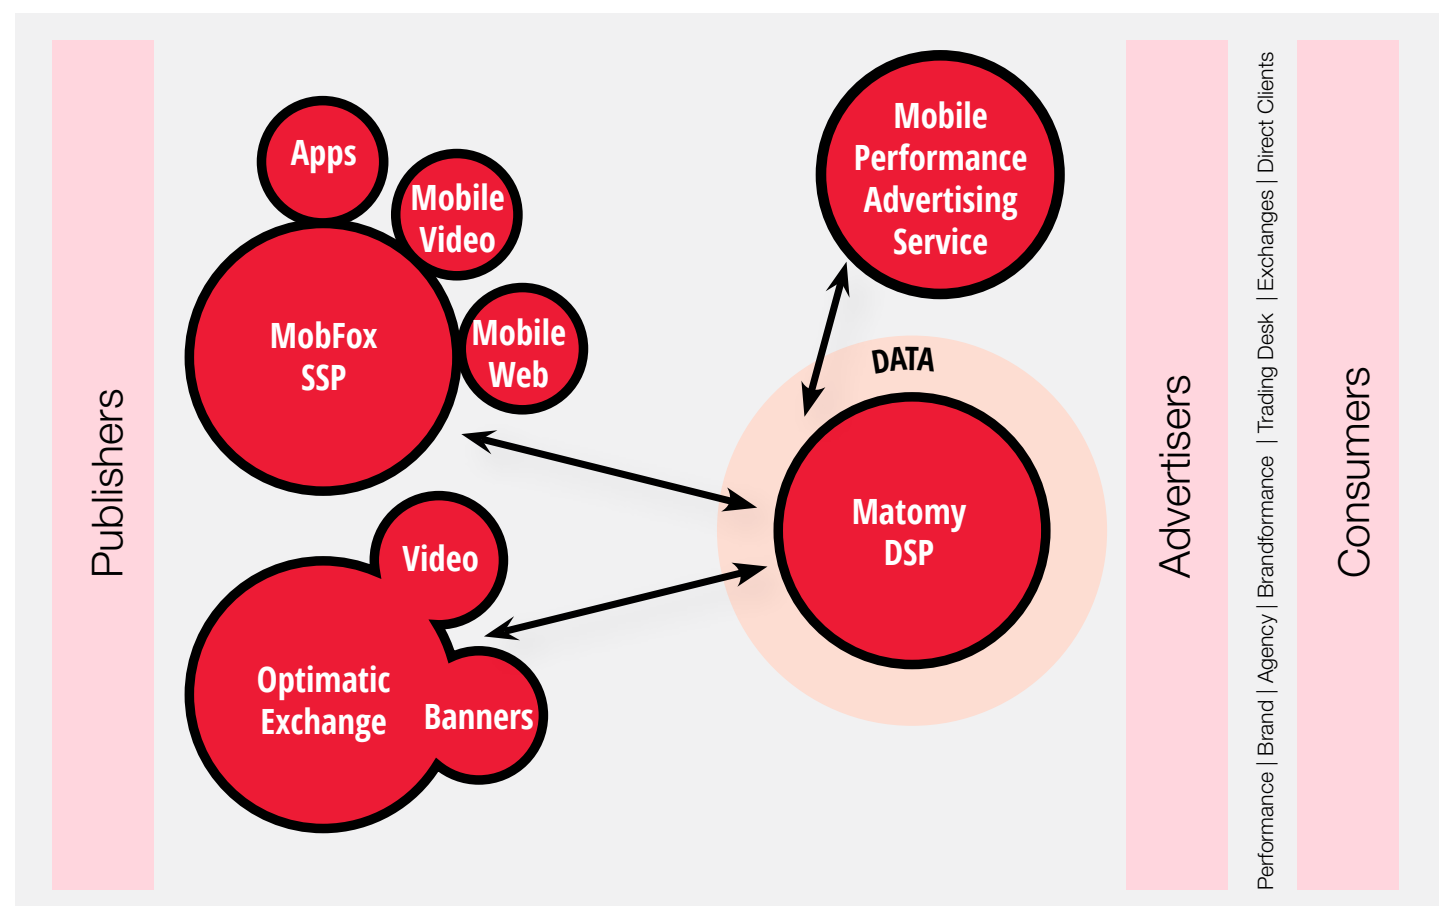 Publishers
Apps
Mobile
Video
MobFox
SSP
Mobile
Web
Video
Optimatic
Exchange
Banners
Mobile
Performance
Advertising
Service
DATA
Matomy
DSP
Advertisers
Performance | Brand | Agency | Brandformance | Trading Desk | Exchanges | Direct Clients
Consumers